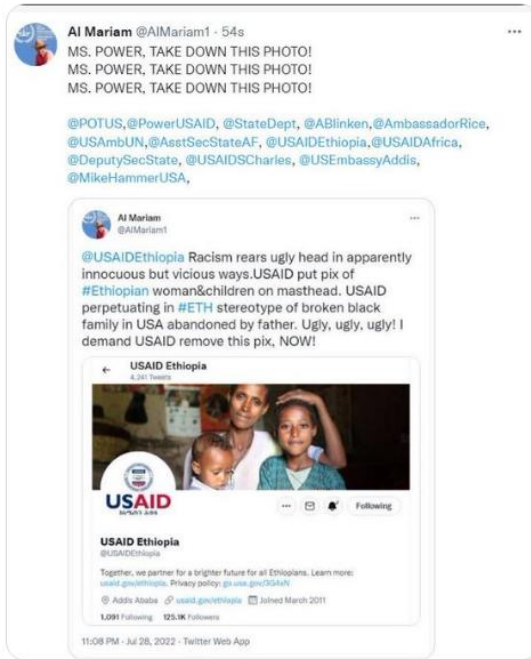 Al Mariam @AlMariam1 · 54s
MS. POWER, TAKE DOWN THIS PHOTO!
MS. POWER, TAKE DOWN THIS PHOTO!
MS. POWER, TAKE DOWN THIS PHOTO!
@POTUS,@PowerUSAID, @StateDept, @ABlinken,@AmbassadorRice,
@USAmbUN,@AsstSecStateAF, @USAIDEthiopia,@USAIDAfrica,
@DeputySecState, @USAIDSCharles, @USEmbassyAddis,
@MikeHammerUSA,
Al Mariam
@AlMariam1
@USAIDEthiopia Racism rears ugly head in apparently
innocuous but vicious ways.USAID put pix of
#Ethiopian woman&children on masthead. USAID
perpetuating in #ETH stereotype of broken black
family in USA abandoned by father. Ugly, ugly, ugly! I
demand USAID remove this pix, NOW!
USAID Ethiopia
4,241 Tweets
USAID
Following
USAID Ethiopia
@USAIDEthiopia
Together, we partner for a brighter future for all Ethiopians. Learn more:
usaid.gov/ethiopia. Privacy policy: go.usa.gov/3G4xN
Addis Ababa usaid.gov/ethiopia Joined March 2011
1,091 Following 125.1K Followers
11:08 PM · Jul 28, 2022 · Twitter Web App